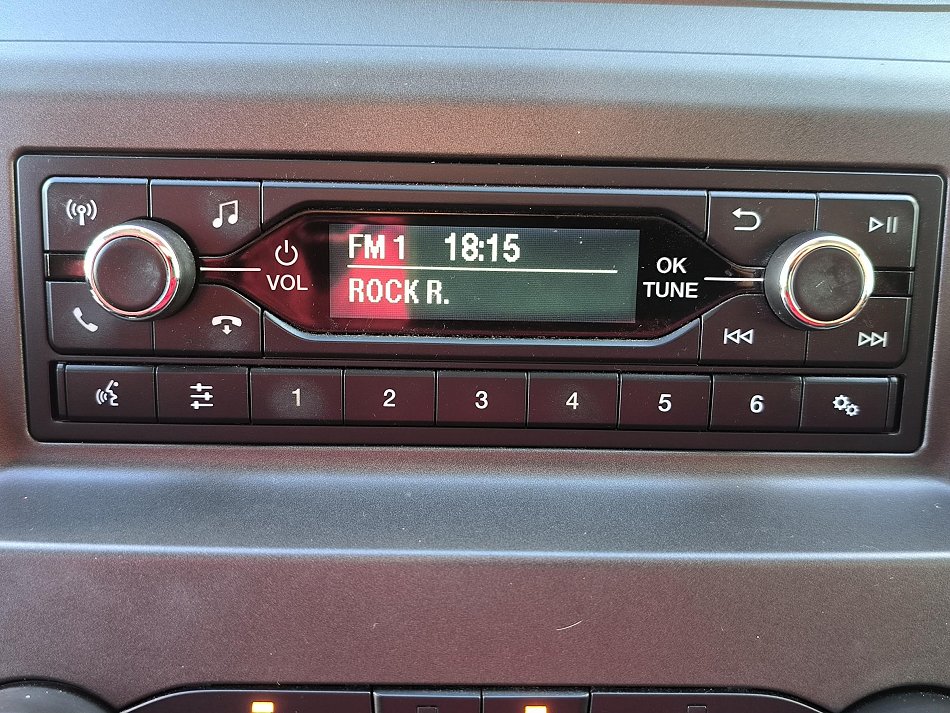 FM 1 18:15
ROCK R.
VOL
OK
TUNE
1 2 3 4 5 6